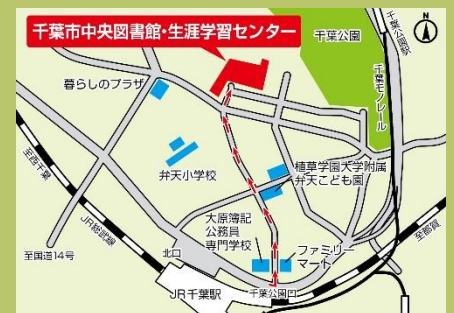 千葉市中央図書館・生涯学習センター
千葉公園
N
千葉公園駅
千葉モノレール
暮らしのプラザ
弁天小学校
植草学園大学附属
弁天こども園
至西千葉
JR総武線
至国道14号
北口
大原簿記
公務員
専門学校
ファミリー
マート
至都賀
JR千葉駅
千葉公園口